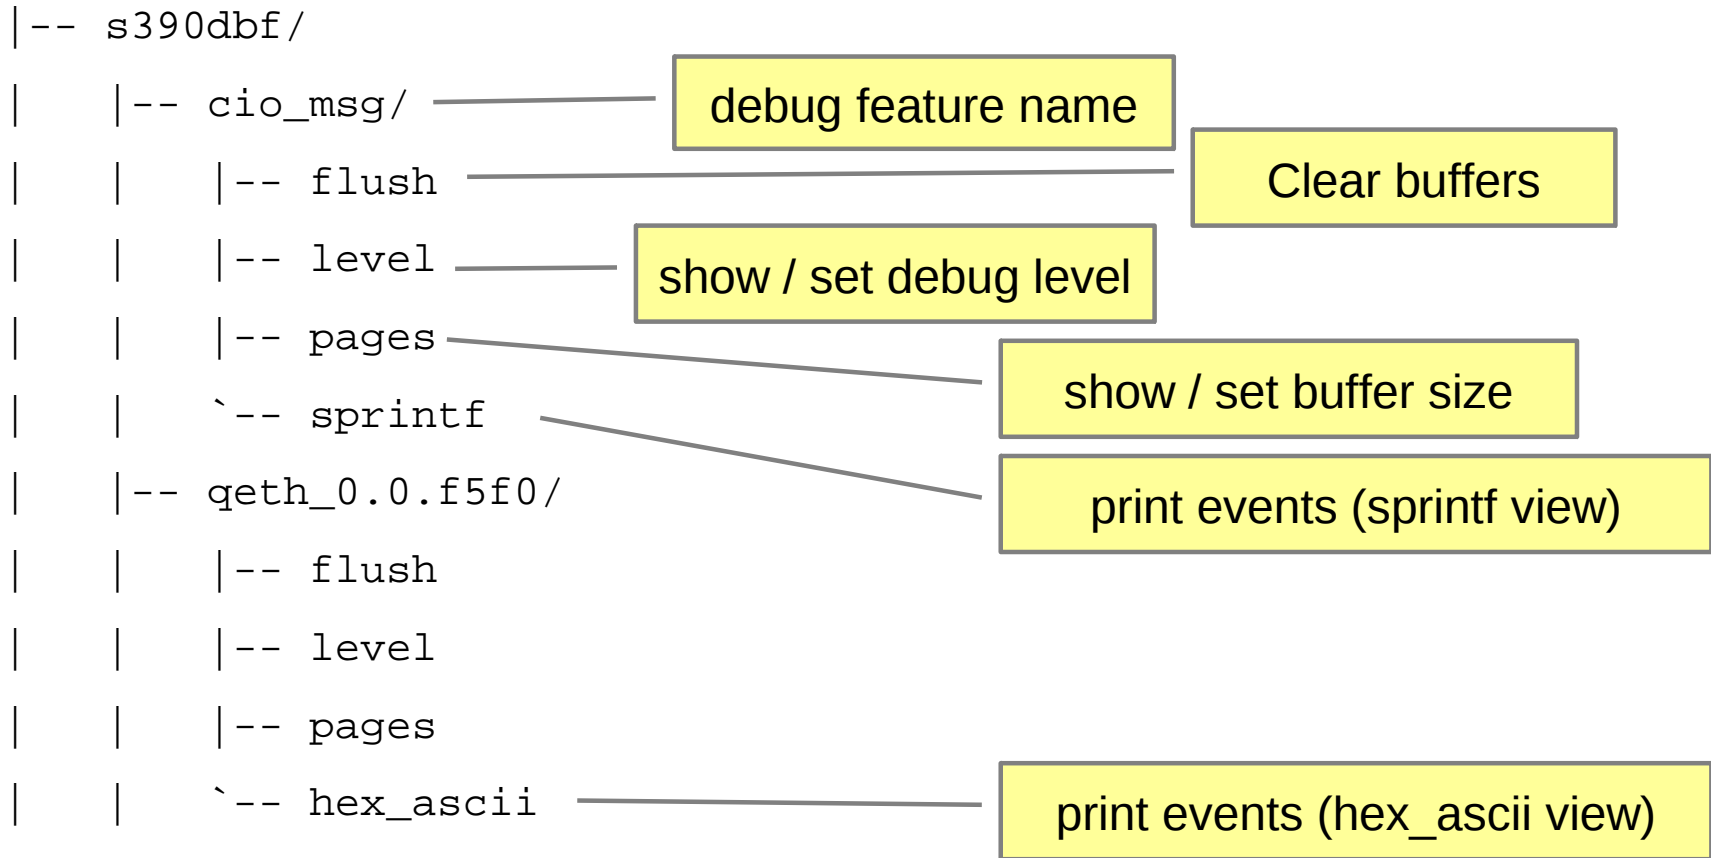 |-- s390dbf/
|   |-- cio_msg/ debug feature name
|   |   |-- flush Clear buffers
|   |   |-- level show / set debug level
|   |   |-- pages show / set buffer size
|   |   `-- sprintf print events (sprintf view)
|   |-- qeth_0.0.f5f0/
|   |   |-- flush
|   |   |-- level
|   |   |-- pages
|   |   `-- hex_ascii print events (hex_ascii view)